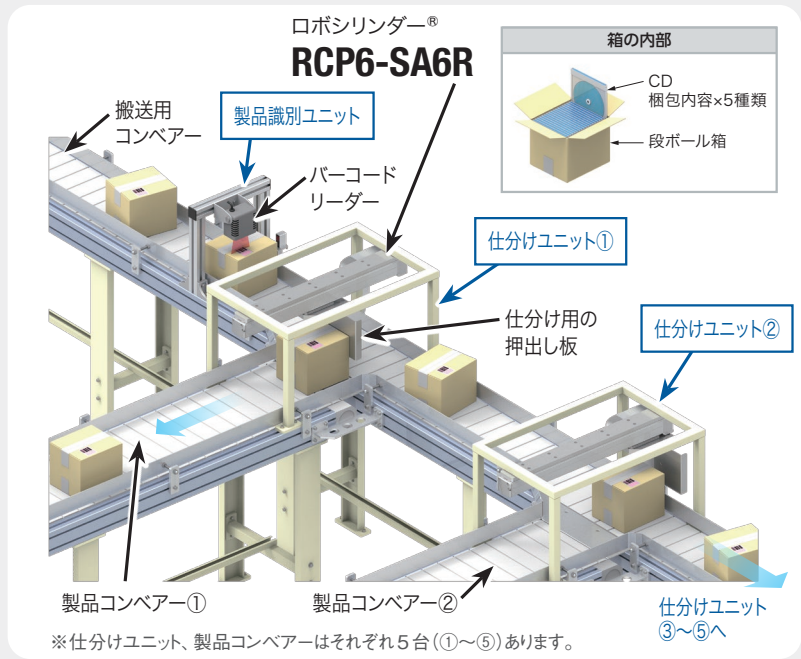 ロボシリンダー®
RCP6-SA6R
箱の内部
CD
梱包内容×5種類
段ボール箱
搬送用
コンベアー
製品識別ユニット
バーコード
リーダー
仕分けユニット①
仕分け用の
押出し板
仕分けユニット②
製品コンベアー①
製品コンベアー②
仕分けユニット
③～⑤へ
※仕分けユニット、製品コンベアーはそれぞれ5台(①～⑤)あります。